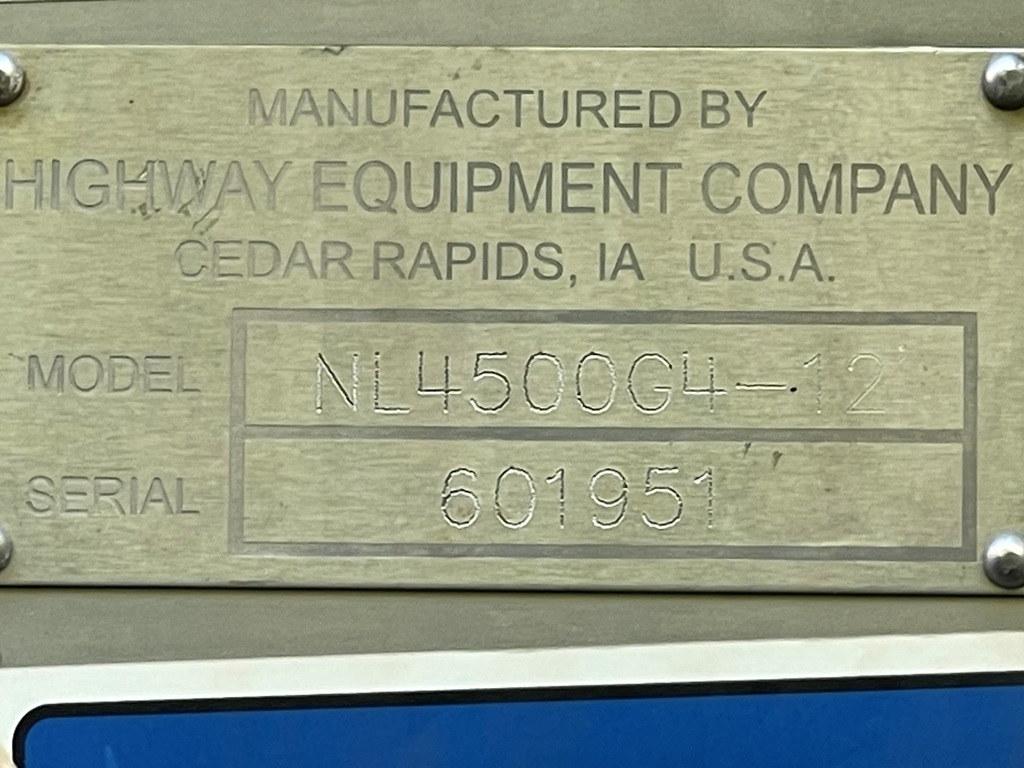 MANUFACTURED BY
HIGHWAY EQUIPMENT COMPANY
CEDAR RAPIDS, IA U.S.A.
MODEL NL4500G4-12
SERIAL 601951